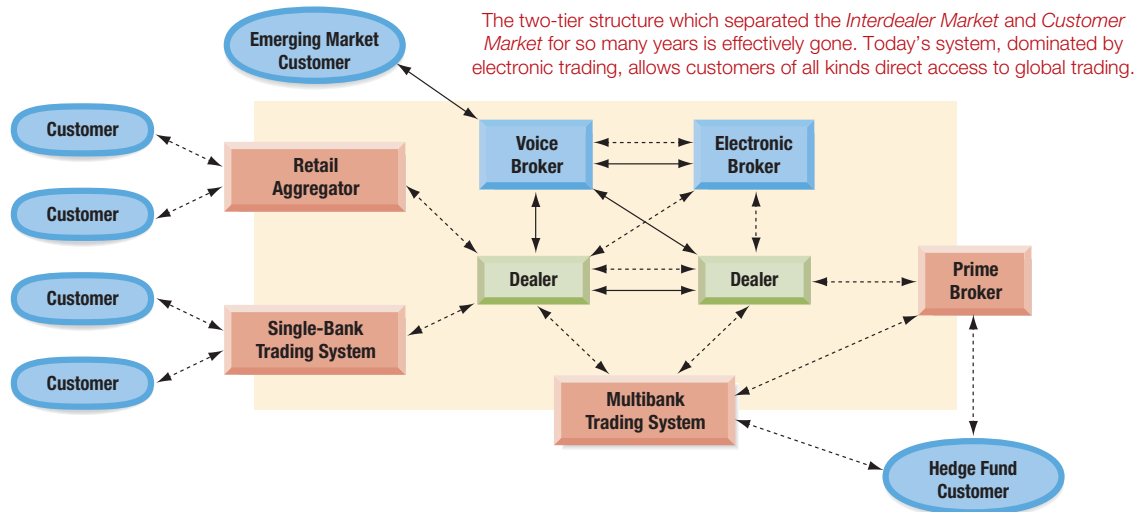 The two-tier structure which separated the Interdealer Market and Customer
Market for so many years is effectively gone. Today’s system, dominated by
electronic trading, allows customers of all kinds direct access to global trading.
Emerging Market
Customer
Customer
Customer
Customer
Customer
Retail
Aggregator
Single-Bank
Trading System
Voice
Broker
Electronic
Broker
Dealer
Dealer
Prime
Broker
Multibank
Trading System
Hedge Fund
Customer